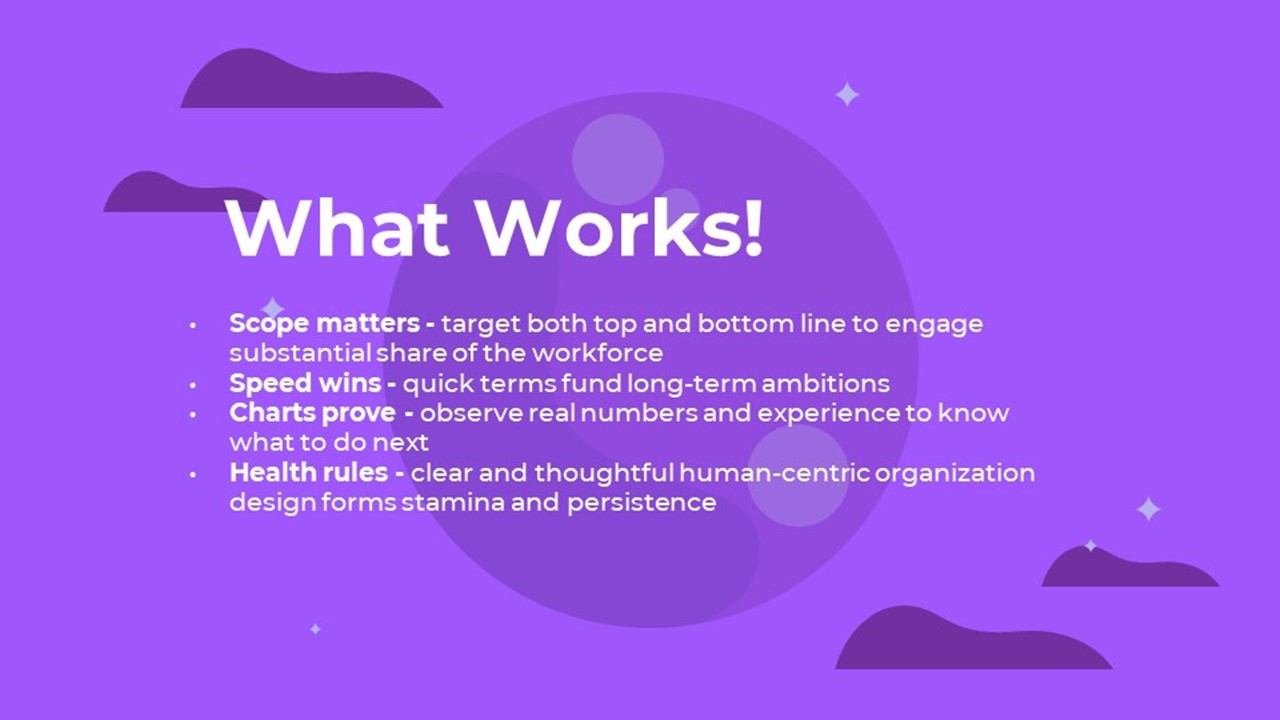 What Works!
• Scope matters - target both top and bottom line to engage
substantial share of the workforce
• Speed wins - quick terms fund long-term ambitions
• Charts prove - observe real numbers and experience to know
what to do next
• Health rules - clear and thoughtful human-centric organization
design forms stamina and persistence